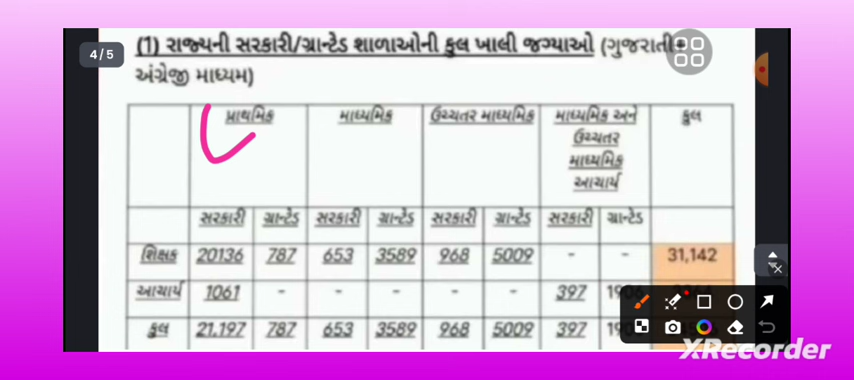 4/5
(1) રાજ્યની સરકારી/ગ્રાન્ટેડ શાળાઓની કુલ ખાલી જગ્યાઓ (ગુજરાતી
અંગ્રેજી માધ્યમ)
પ્રાથમિક માધ્યમિક ઉચ્ચતર માધ્યમિક માધ્યમિક અને કુલ
ઉચ્ચતર
માધ્યમિક
આચાર્ય
સરકારી ગ્રાન્ટેડ સરકારી ગ્રાન્ટેડ સરકારી ગ્રાન્ટેડ સરકારી ગ્રાન્ટેડ
શિક્ષક 20136 787 653 3589 968 5009 - - 31,142
આચાર્ય 1061 - - - - - 397
કુલ 21,197 787 653 3589 968 5009 397
XRecorder